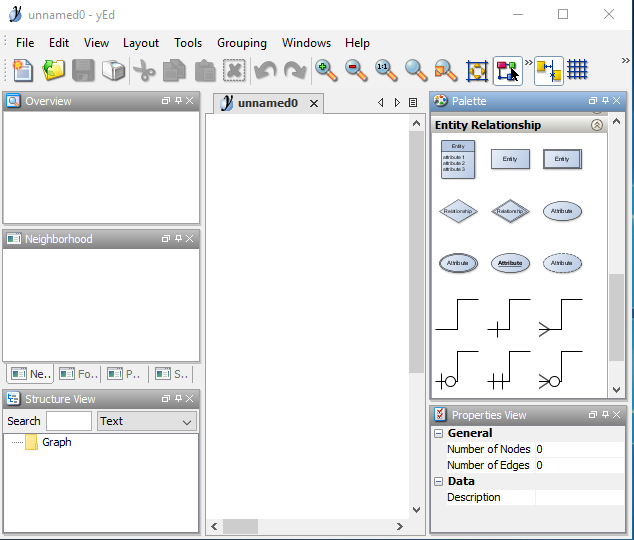 unnamed0 - yEd
File Edit View Layout Tools Grouping Windows Help
1:1
Overview
Neighborhood
Ne.. Fo.. P.. S..
Structure View
Search Text
Graph
unnamed0
Palette
Entity Relationship
Entity
attribute 1
attribute 2
attribute 3
Entity Entity
Relationship Relationship Attribute
Attribute Attribute Attribute
Properties View
General
Number of Nodes 0
Number of Edges 0
Data
Description